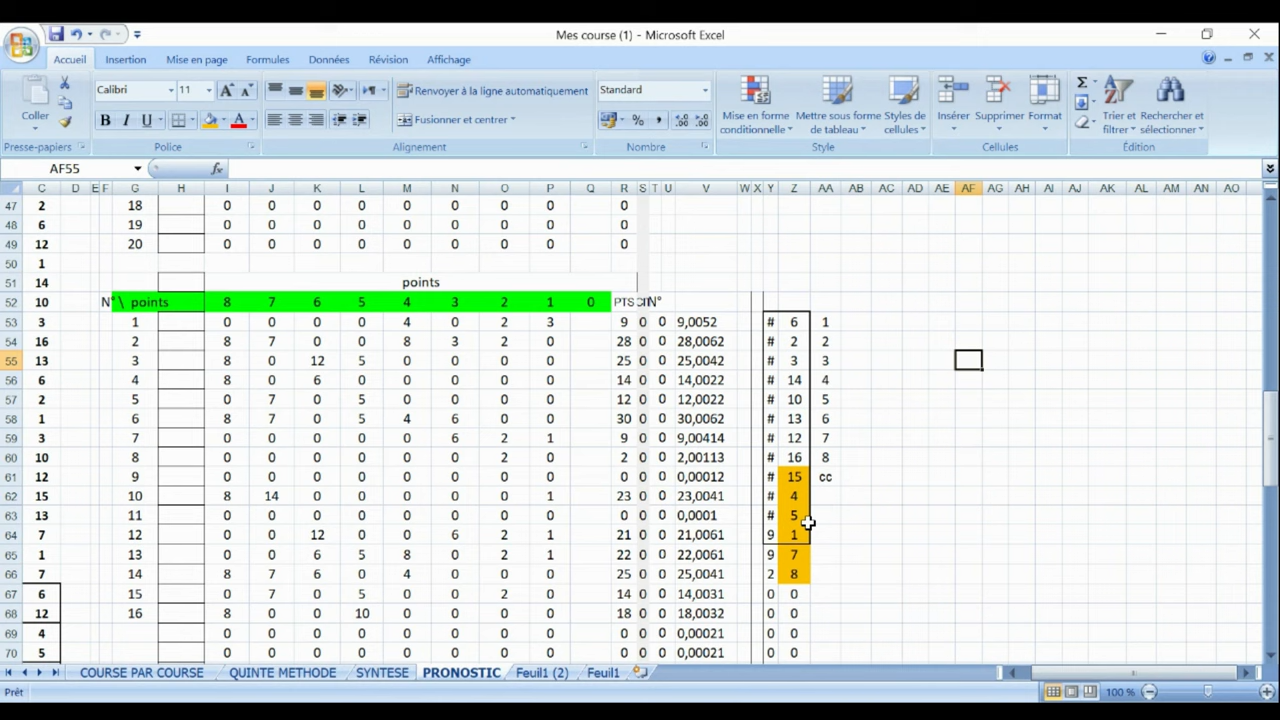 Mes course (1) - Microsoft Excel
Accueil Insertion Mise en page Formules Données Révision Affichage
Coller
Calibri 11
Renvoyer à la ligne automatiquement
Fusionner et centrer
Standard
Mise en forme conditionnelle
Mettre sous forme de tableau
Styles de cellules
Insérer Supprimer Format
Trier et filtrer
Rechercher et sélectionner
Presse-papiers Police Alignement Nombre Style Cellules Édition
AF55 fx
C D E F G H I J K L M N O P Q R S T U V W X Y Z AA AB AC AD AE AF AG AH AI AJ AK AL AM AN AO
47 2 18 0 0 0 0 0 0 0 0 0
48 6 19 0 0 0 0 0 0 0 0 0
49 12 20 0 0 0 0 0 0 0 0 0
50 1
51 14 points
52 10 N° \ points 8 7 6 5 4 3 2 1 0 PTS N°
53 3 1 0 0 0 0 4 0 2 3 9 0 0 9,0052 # 6 1
54 16 2 8 7 0 0 8 3 2 0 28 0 0 28,0062 # 2 2
55 13 3 8 0 12 5 0 0 0 0 25 0 0 25,0042 # 3 3
56 6 4 8 0 6 0 0 0 0 0 14 0 0 14,0022 # 14 4
57 2 5 0 7 0 5 0 0 0 0 12 0 0 12,0022 # 10 5
58 1 6 8 7 0 5 4 6 0 0 30 0 0 30,0062 # 13 6
59 3 7 0 0 0 0 0 6 2 1 9 0 0 9,00414 # 12 7
60 10 8 0 0 0 0 0 0 2 0 2 0 0 2,00113 # 16 8
61 12 9 0 0 0 0 0 0 0 0 0 0 0 0,00012 # 15 cc
62 15 10 8 14 0 0 0 0 0 1 23 0 0 23,0041 # 4
63 13 11 0 0 0 0 0 0 0 0 0 0 0 0,0001 # 5
64 7 12 0 0 12 0 0 6 2 1 21 0 0 21,0061 9 1
65 1 13 0 0 6 5 8 0 2 1 22 0 0 22,0061 9 7
66 7 14 8 7 6 0 4 0 0 0 25 0 0 25,0041 2 8
67 6 15 0 7 0 5 0 0 2 0 14 0 0 14,0031 0 0
68 12 16 8 0 0 10 0 0 0 0 18 0 0 18,0032 0 0
69 4 0 0 0 0 0 0 0 0 0 0 0 0,00021 0 0
70 5 0 0 0 0 0 0 0 0 0 0 0 0,00021 0 0
COURSE PAR COURSE QUINTE METHODE SYNTESE PRONOSTIC Feuil1 (2) Feuil1
Prêt 100 %